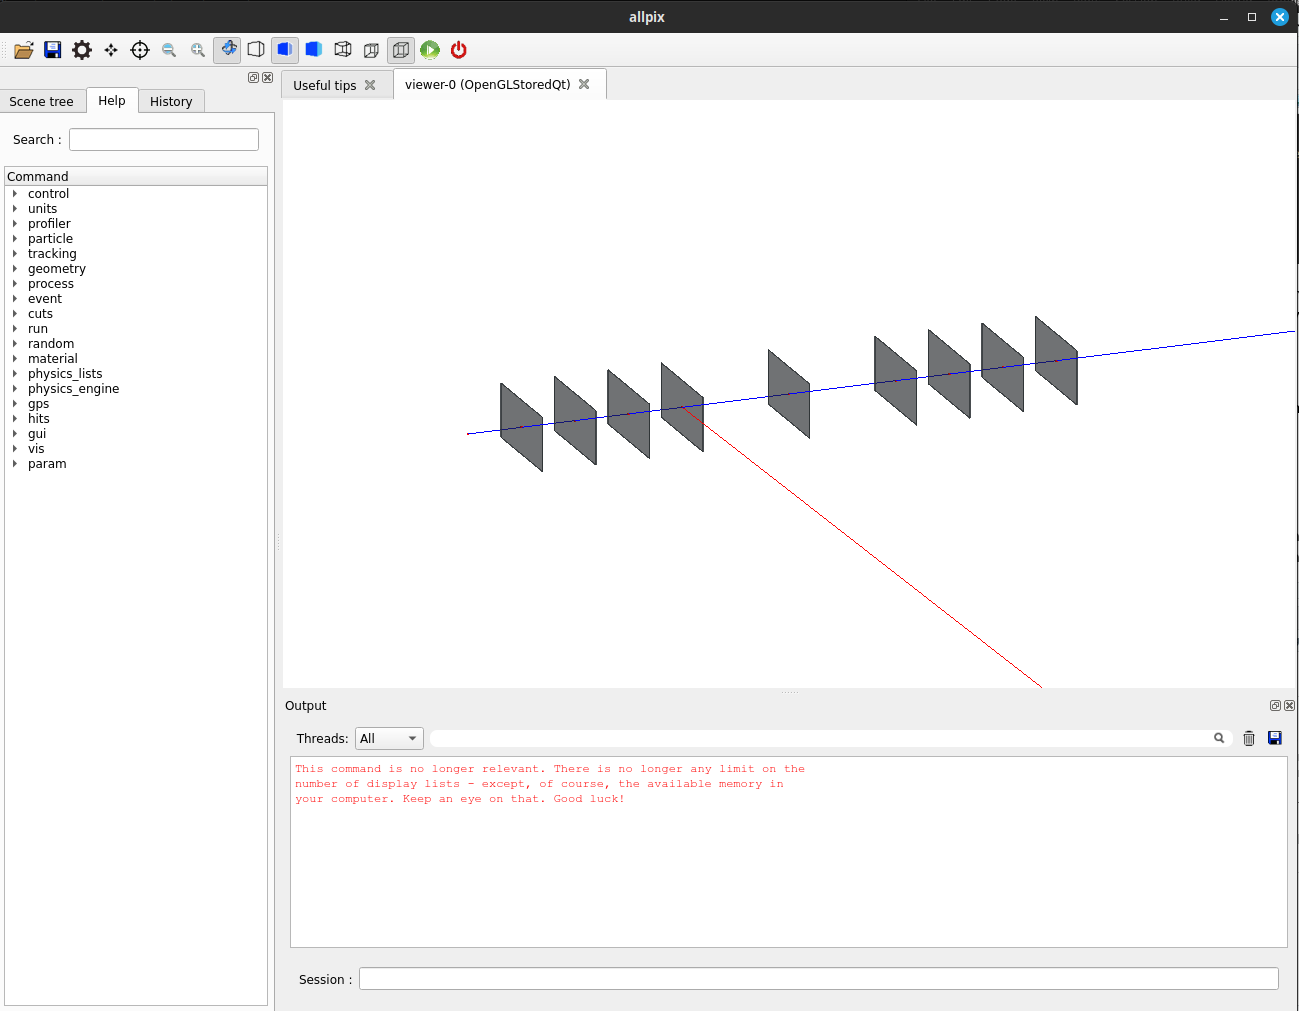 allpix
Useful tips
viewer-0 (OpenGLStoredQt)
Scene tree
Help
History
Search :
Command
control
units
profiler
particle
tracking
geometry
process
event
cuts
run
random
material
physics_lists
physics_engine
gps
hits
gui
vis
param
Output
Threads:
All
This command is no longer relevant. There is no longer any limit on the
number of display lists - except, of course, the available memory in
your computer. Keep an eye on that. Good luck!
Session :